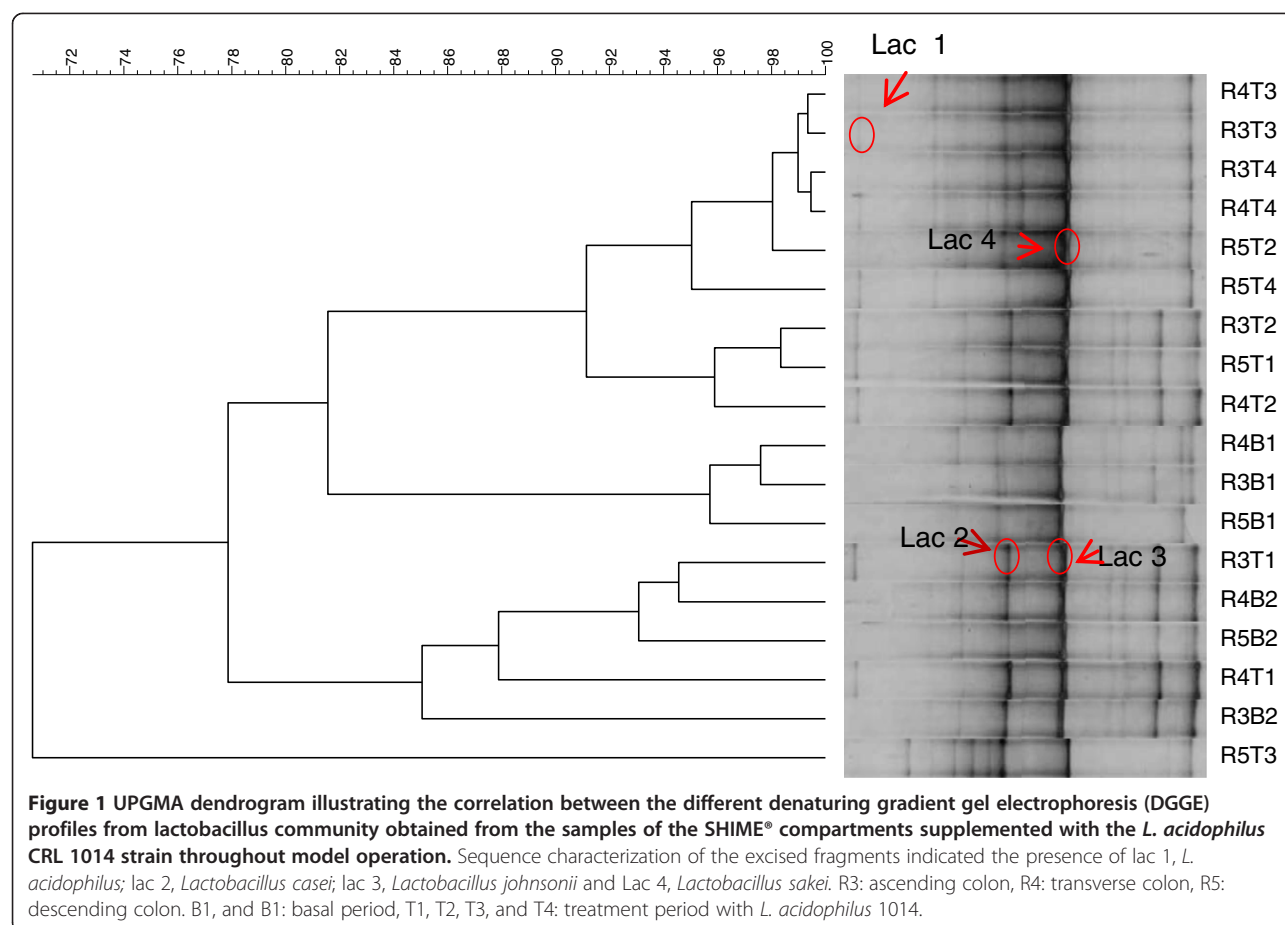 72 74 76 78 80 82 84 86 88 90 92 94 96 98 100
Lac 1
R4T3
R3T3
R3T4
R4T4
Lac 4
R5T2
R5T4
R3T2
R5T1
R4T2
R4B1
R3B1
R5B1
Lac 2
Lac 3
R3T1
R4B2
R5B2
R4T1
R3B2
R5T3
Figure 1 UPGMA dendrogram illustrating the correlation between the different denaturing gradient gel electrophoresis (DGGE)
profiles from lactobacillus community obtained from the samples of the SHIME® compartments supplemented with the L. acidophilus
CRL 1014 strain throughout model operation. Sequence characterization of the excised fragments indicated the presence of lac 1, L.
acidophilus; lac 2, Lactobacillus casei; lac 3, Lactobacillus johnsonii and Lac 4, Lactobacillus sakei. R3: ascending colon, R4: transverse colon, R5:
descending colon. B1, and B1: basal period, T1, T2, T3, and T4: treatment period with L. acidophilus 1014.